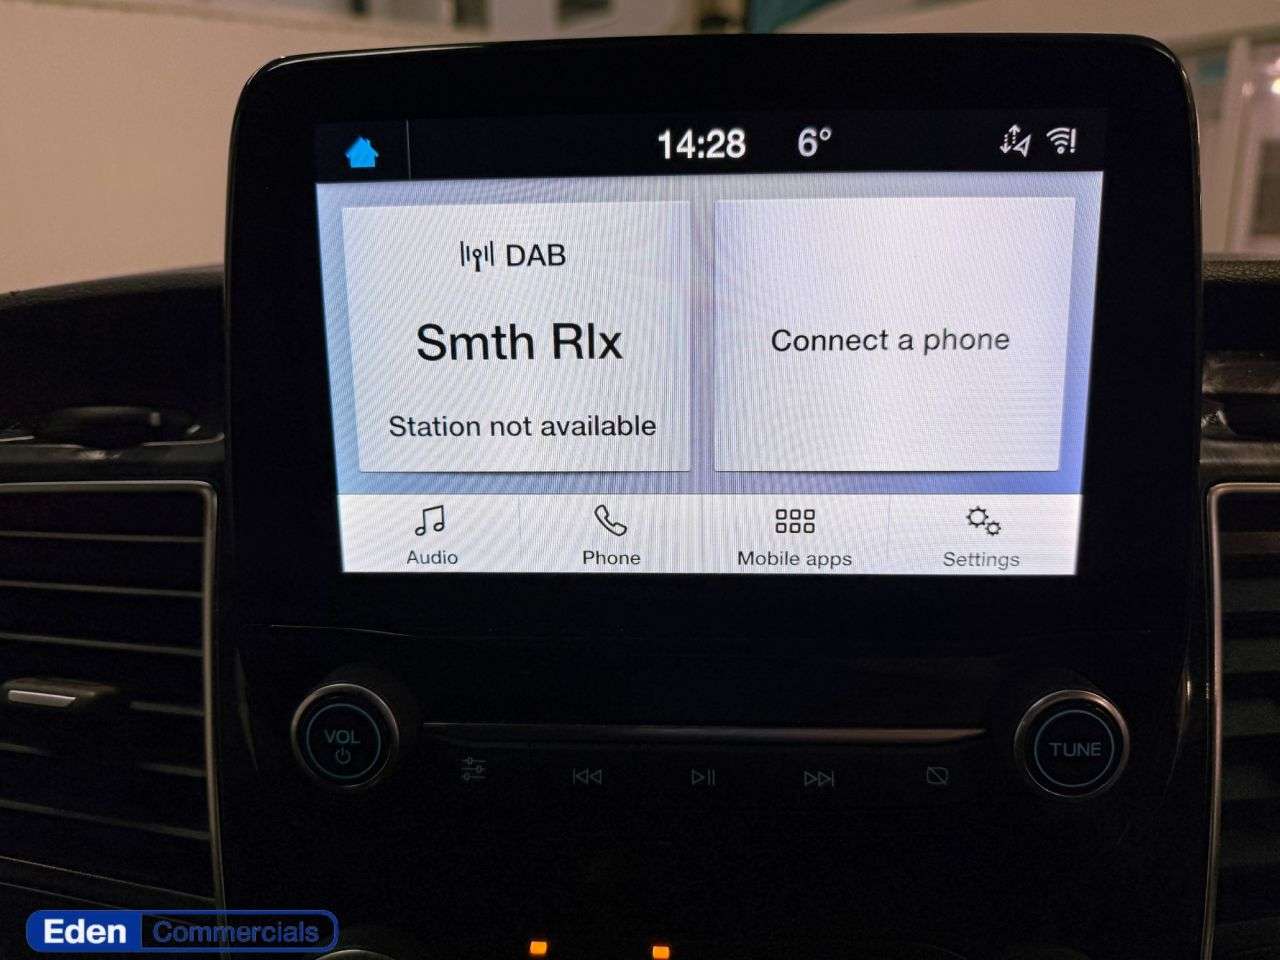 14:28 6°
DAB
Smth Rlx
Station not available
Connect a phone
Audio Phone Mobile apps Settings
VOL
TUNE
Eden Commercials